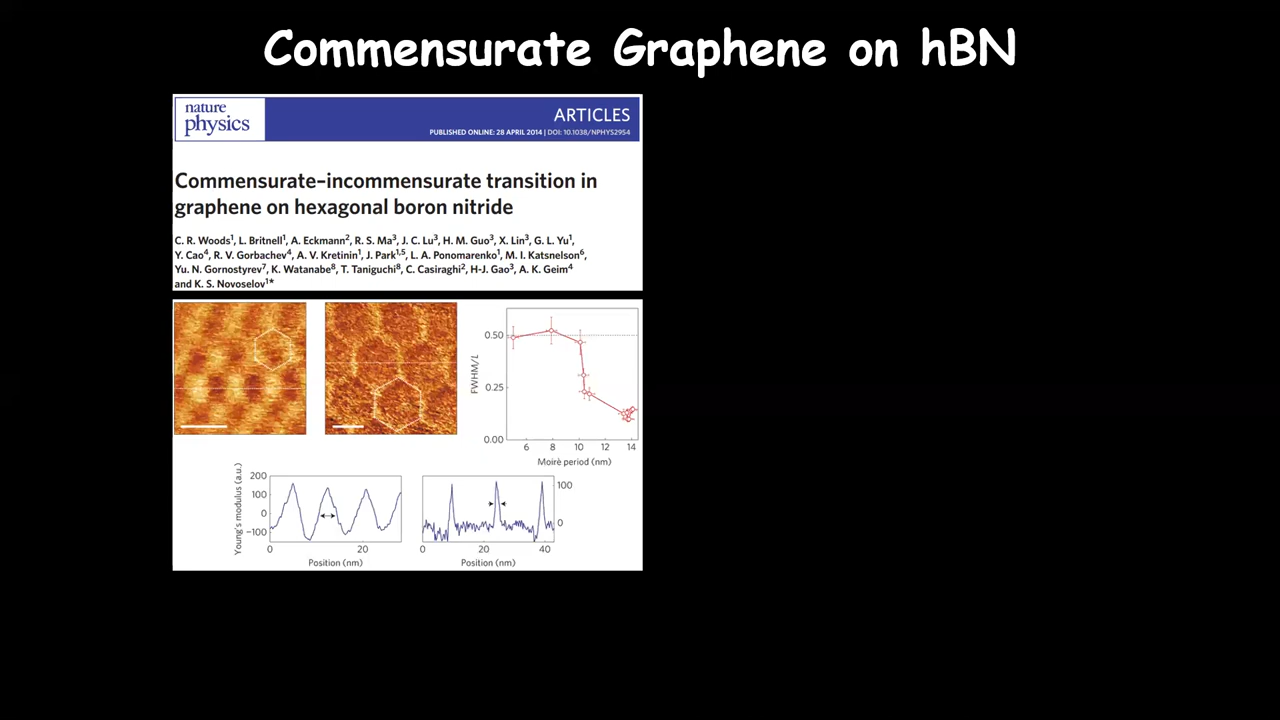 Commensurate Graphene on hBN
nature
physics
ARTICLES
PUBLISHED ONLINE: 28 APRIL 2014 | DOI: 10.1038/NPHYS2954
Commensurate–incommensurate transition in
graphene on hexagonal boron nitride
C. R. Woods¹, L. Britnell¹, A. Eckmann², R. S. Ma³, J. C. Lu³, H. M. Guo³, X. Lin³, G. L. Yu¹,
Y. Cao⁴, R. V. Gorbachev⁴, A. V. Kretinin¹, J. Park¹,⁵, L. A. Ponomarenko¹, M. I. Katsnelson⁶,
Yu. N. Gornostyrev⁷, K. Watanabe⁸, T. Taniguchi⁸, C. Casiraghi², H-J. Gao³, A. K. Geim⁴
and K. S. Novoselov¹*
FWHM/L
0.50
0.25
0.00
6 8 10 12 14
Moirè period (nm)
Young's modulus (a.u.)
200
100
0
−100
0 20
Position (nm)
100
0
0 20 40
Position (nm)